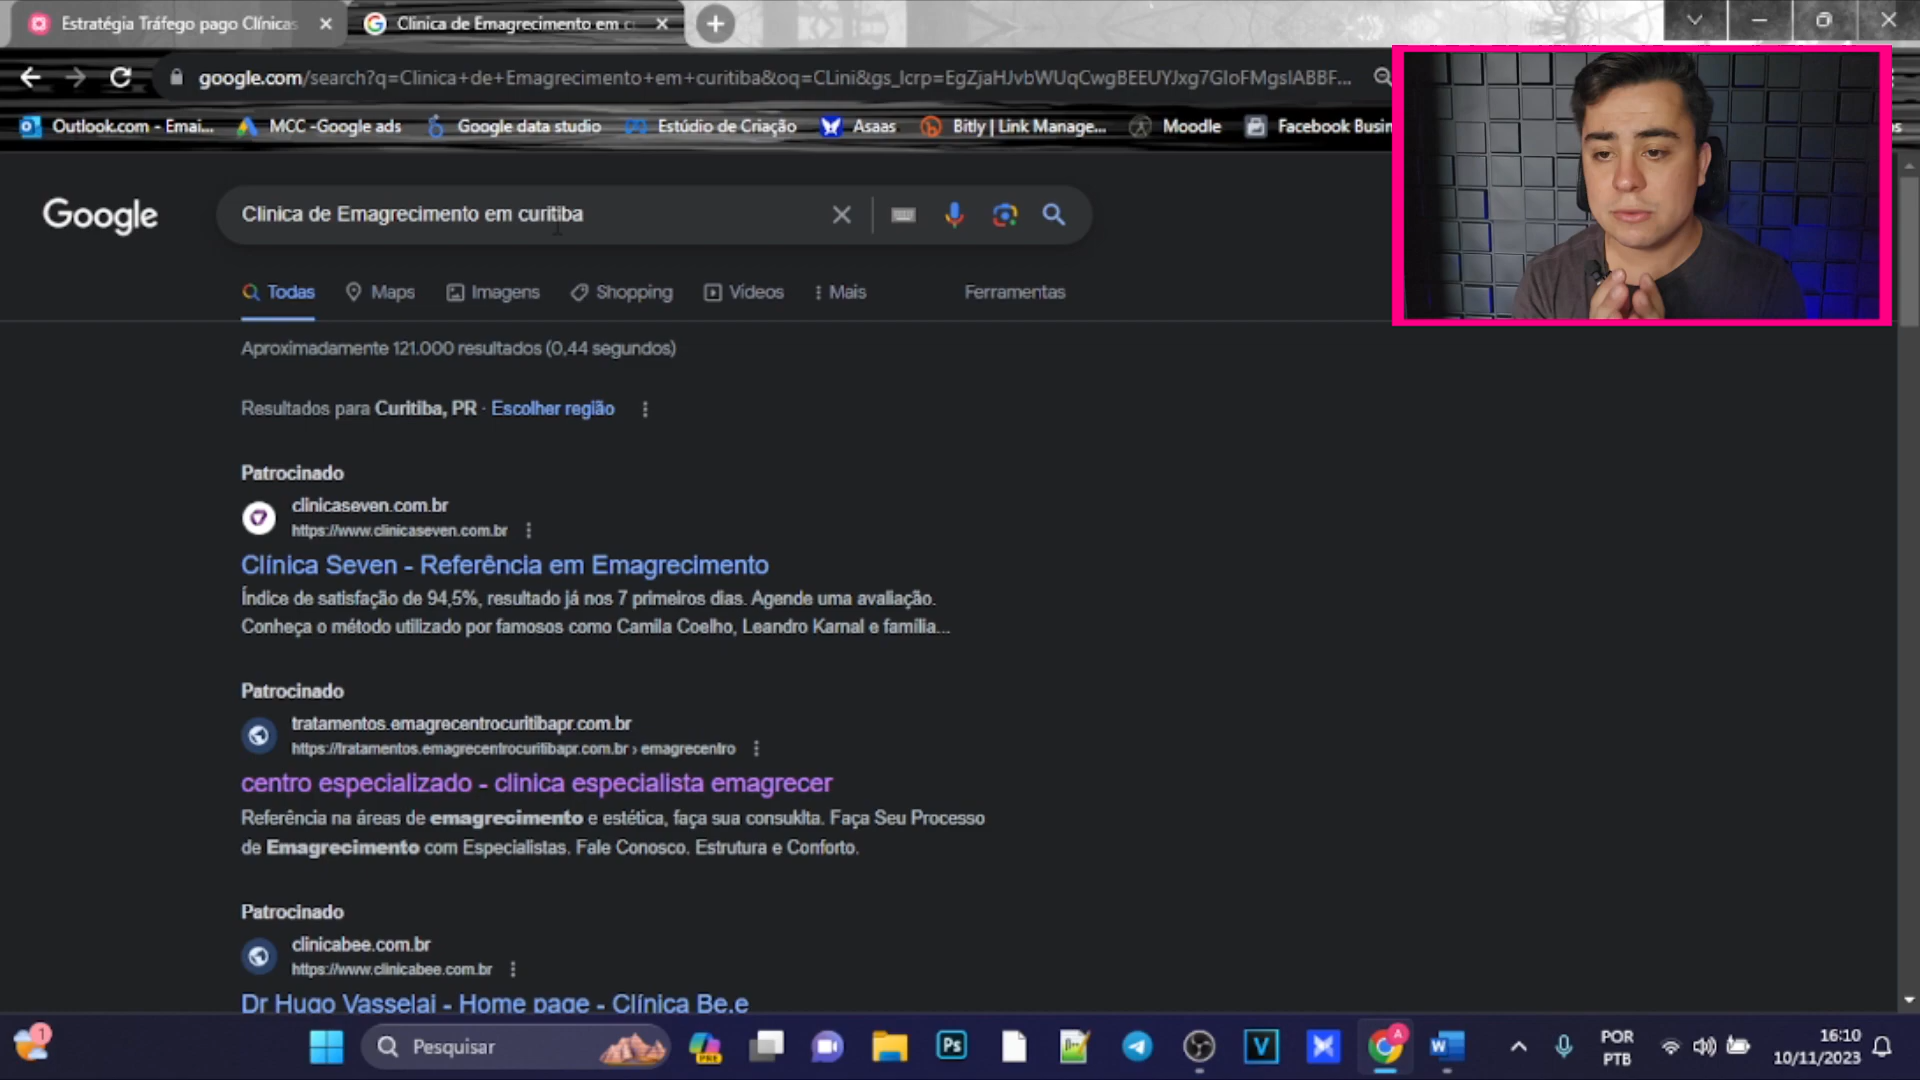 Estratégia Tráfego pago Clínicas
Clinica de Emagrecimento em c
google.com/search?q=Clinica+de+Emagrecimento+em+curitiba&oq=CLini&gs_lcrp=EgZjaHJvbWUqCwgBEEUYJxg7GIoFMgsIABBF...
Outlook.com - Emai...
MCC -Google ads
Google data studio
Estúdio de Criação
Asaas
Bitly | Link Manage...
Moodle
Facebook Busin
Google
Clinica de Emagrecimento em curitiba
Todas
Maps
Imagens
Shopping
Vídeos
Mais
Ferramentas
Aproximadamente 121.000 resultados (0,44 segundos)
Resultados para Curitiba, PR · Escolher região
Patrocinado
clinicaseven.com.br
https://www.clinicaseven.com.br
Clínica Seven - Referência em Emagrecimento
Índice de satisfação de 94,5%, resultado já nos 7 primeiros dias. Agende uma avaliação.
Conheça o método utilizado por famosos como Camila Coelho, Leandro Karnal e família...
Patrocinado
tratamentos.emagrecentrocuritibapr.com.br
https://tratamentos.emagrecentrocuritibapr.com.br › emagrecentro
centro especializado - clinica especialista emagrecer
Referência na áreas de emagrecimento e estética, faça sua consuklta. Faça Seu Processo
de Emagrecimento com Especialistas. Fale Conosco. Estrutura e Conforto.
Patrocinado
clinicabee.com.br
https://www.clinicabee.com.br
Dr Hugo Vasselai - Home page - Clínica Be.e
1
Pesquisar
PRE
Ps
V
A
W
POR
PTB
16:10
10/11/2023